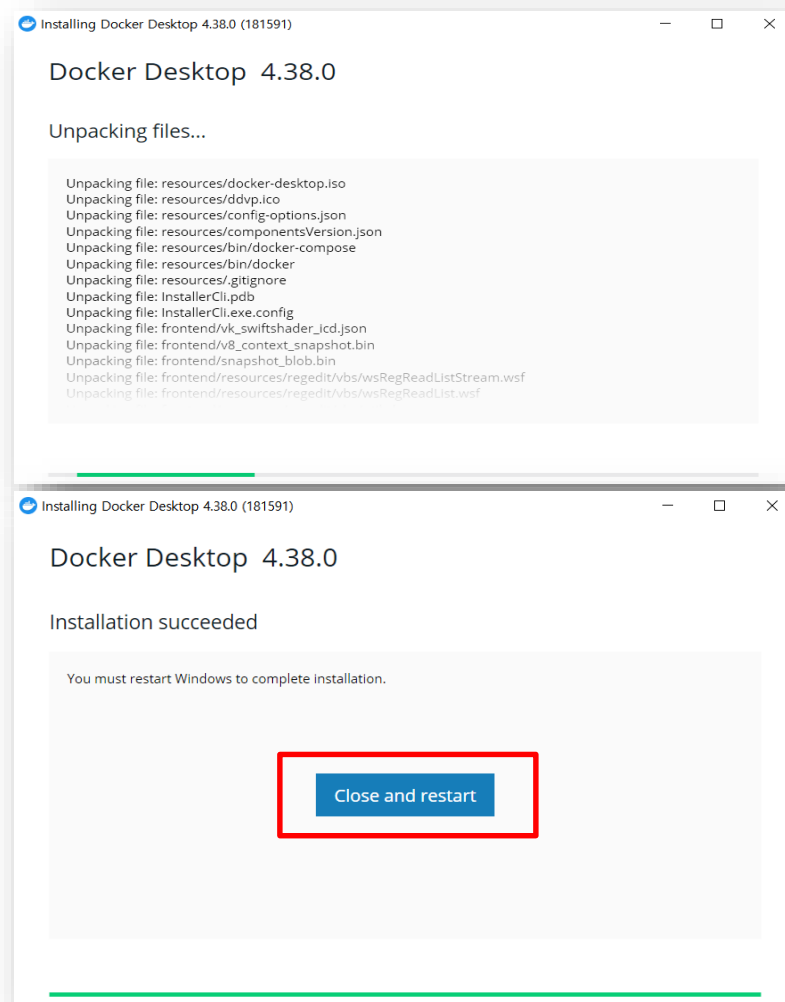 Installing Docker Desktop 4.38.0 (181591)
Docker Desktop 4.38.0
Unpacking files...
Unpacking file: resources/docker-desktop.iso
Unpacking file: resources/ddvp.ico
Unpacking file: resources/config-options.json
Unpacking file: resources/componentsVersion.json
Unpacking file: resources/bin/docker-compose
Unpacking file: resources/bin/docker
Unpacking file: resources/.gitignore
Unpacking file: InstallerCli.pdb
Unpacking file: InstallerCli.exe.config
Unpacking file: frontend/vk_swiftshader_icd.json
Unpacking file: frontend/v8_context_snapshot.bin
Unpacking file: frontend/snapshot_blob.bin
Unpacking file: frontend/resources/regedit/vbs/wsRegReadListStream.wsf
Unpacking file: frontend/resources/regedit/vbs/wsRegReadList.wsf
Installing Docker Desktop 4.38.0 (181591)
Docker Desktop 4.38.0
Installation succeeded
You must restart Windows to complete installation.
Close and restart